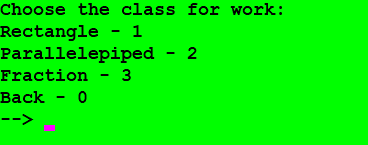 Choose the class for work:
Rectangle - 1
Parallelepiped - 2
Fraction - 3
Back - 0
-->